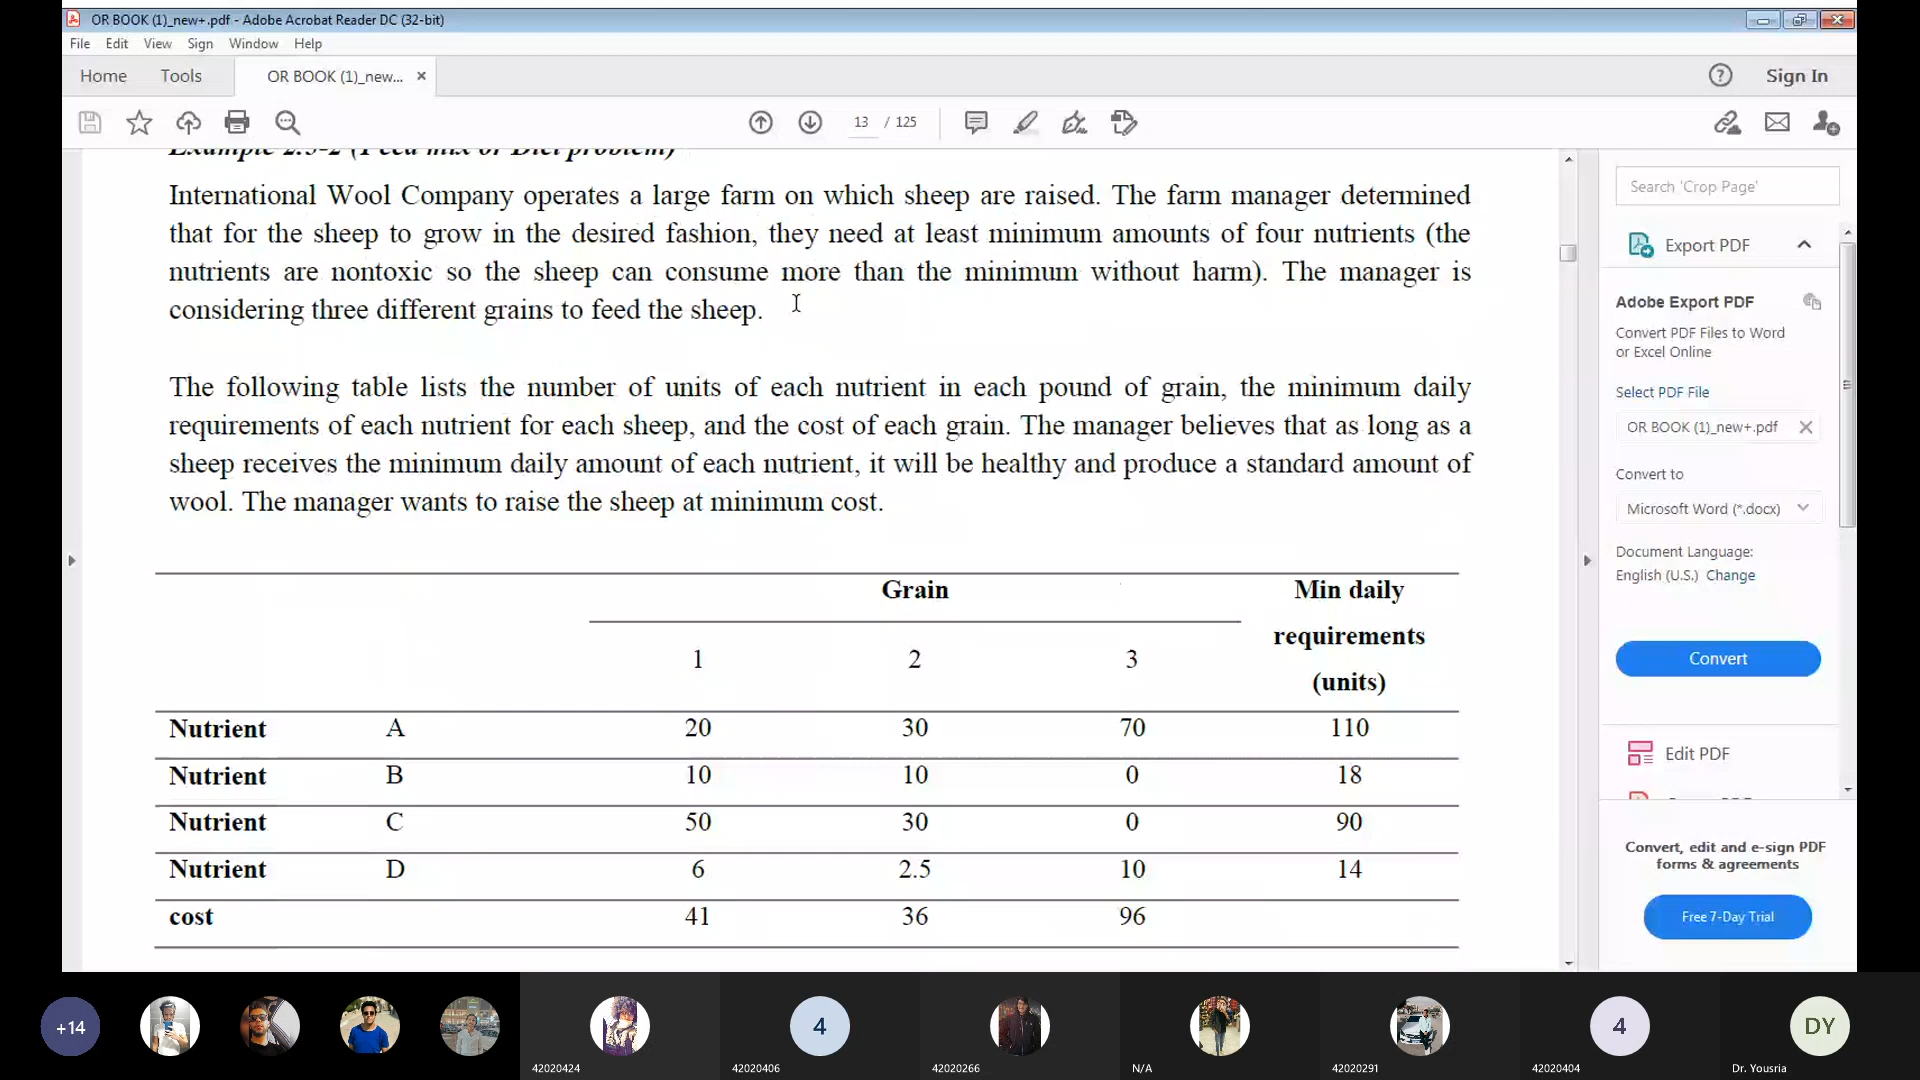 OR BOOK (1)_new+.pdf - Adobe Acrobat Reader DC (32-bit)
File Edit View Sign Window Help
Home Tools OR BOOK (1)_new... × Sign In
13 / 125
Example 2.3-2 (Feed mix or Diet problem)
International Wool Company operates a large farm on which sheep are raised. The farm manager determined
that for the sheep to grow in the desired fashion, they need at least minimum amounts of four nutrients (the
nutrients are nontoxic so the sheep can consume more than the minimum without harm). The manager is
considering three different grains to feed the sheep.
The following table lists the number of units of each nutrient in each pound of grain, the minimum daily
requirements of each nutrient for each sheep, and the cost of each grain. The manager believes that as long as a
sheep receives the minimum daily amount of each nutrient, it will be healthy and produce a standard amount of
wool. The manager wants to raise the sheep at minimum cost.
Grain Min daily
requirements
1 2 3
(units)
Nutrient A 20 30 70 110
Nutrient B 10 10 0 18
Nutrient C 50 30 0 90
Nutrient D 6 2.5 10 14
cost 41 36 96
Search 'Crop Page'
Export PDF
Adobe Export PDF
Convert PDF Files to Word
or Excel Online
Select PDF File
OR BOOK (1)_new+.pdf
Convert to
Microsoft Word (*.docx)
Document Language:
English (U.S.) Change
Convert
Edit PDF
Convert, edit and e-sign PDF
forms & agreements
Free 7-Day Trial
+14 4 4 DY
42020424 42020406 42020266 N/A 42020291 42020404 Dr. Yousria